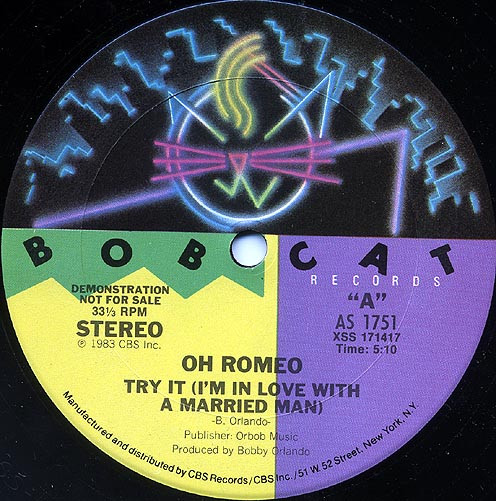 BOBCAT
RECORDS
DEMONSTRATION
NOT FOR SALE
33⅓ RPM
STEREO
℗ 1983 CBS Inc.
"A"
AS 1751
XSS 171417
Time: 5:10
OH ROMEO
TRY IT (I'M IN LOVE WITH
A MARRIED MAN)
-B. Orlando-
Publisher: Orbob Music
Produced by Bobby Orlando
Manufactured and distributed by CBS Records/CBS Inc./51 W. 52 Street, New York, N.Y.